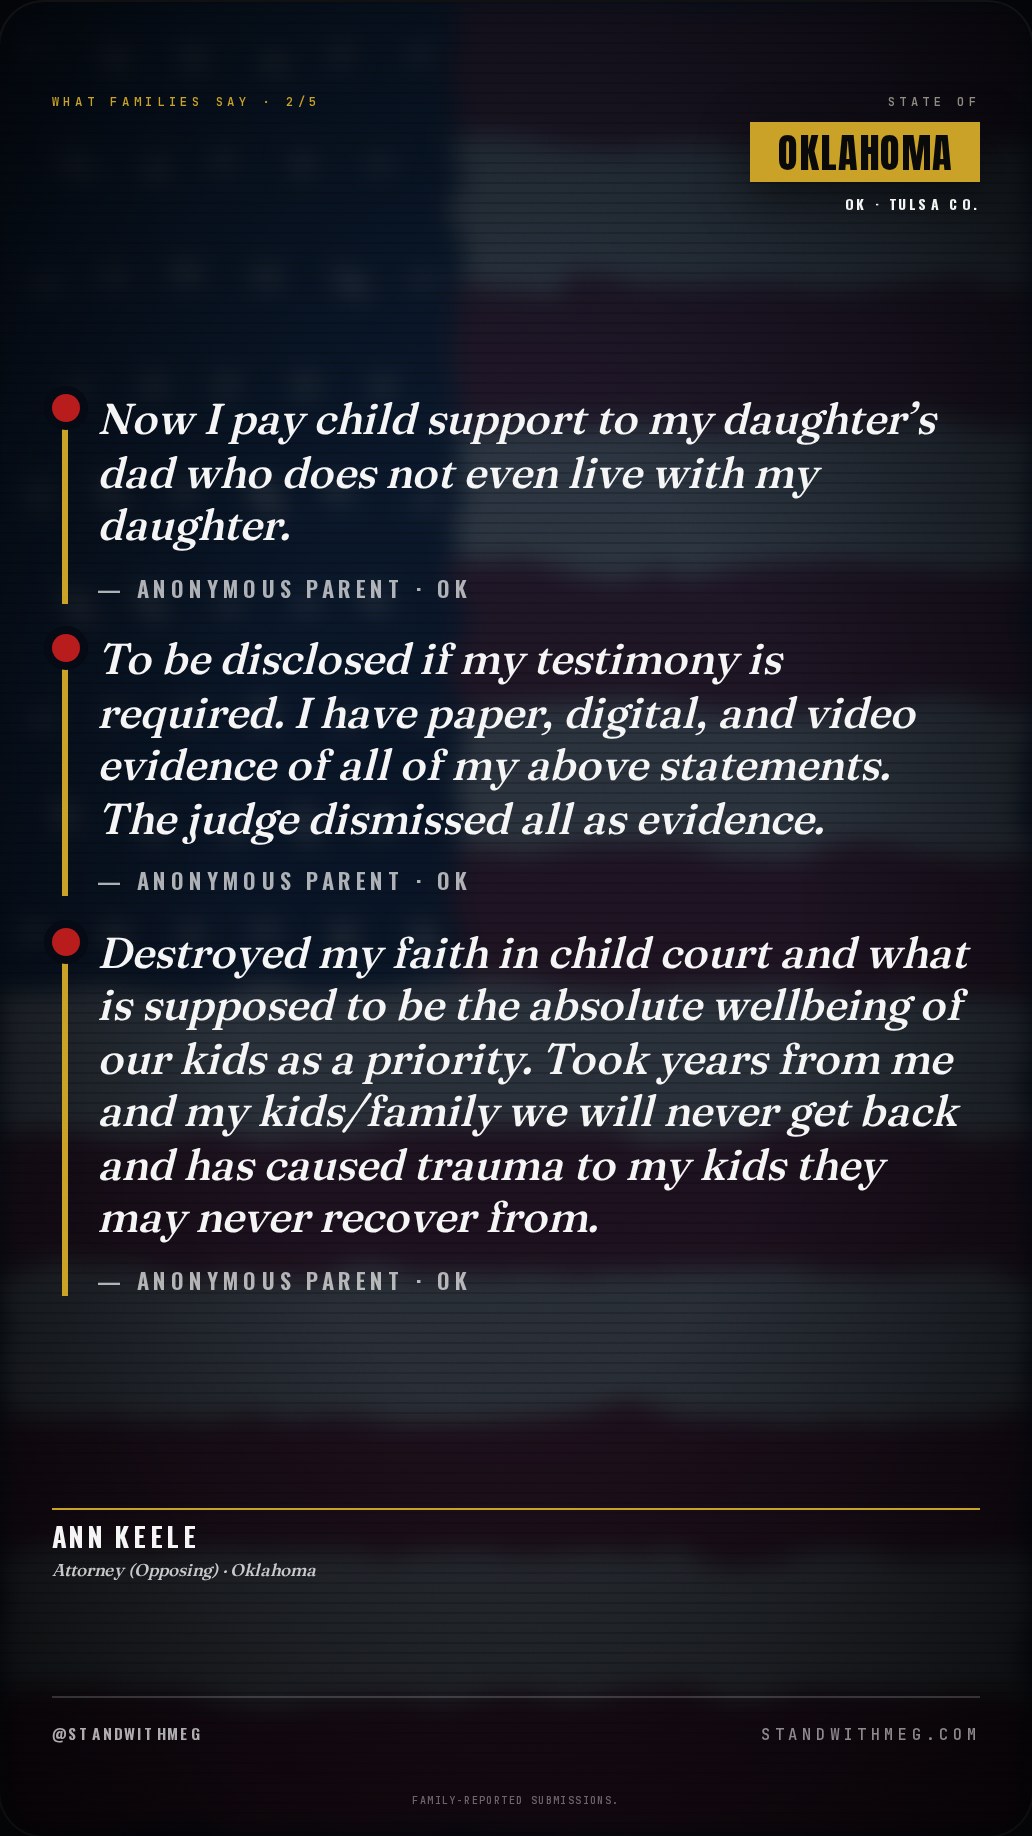 WHAT FAMILIES SAY · 2/5
STATE OF
OKLAHOMA
OK · TULSA CO.
Now I pay child support to my daughter’s
dad who does not even live with my
daughter.
— ANONYMOUS PARENT · OK
To be disclosed if my testimony is
required. I have paper, digital, and video
evidence of all of my above statements.
The judge dismissed all as evidence.
— ANONYMOUS PARENT · OK
Destroyed my faith in child court and what
is supposed to be the absolute wellbeing of
our kids as a priority. Took years from me
and my kids/family we will never get back
and has caused trauma to my kids they
may never recover from.
— ANONYMOUS PARENT · OK
ANN KEELE
Attorney (Opposing) · Oklahoma
@STANDWITHMEG
STANDWITHMEG.COM
FAMILY-REPORTED SUBMISSIONS.